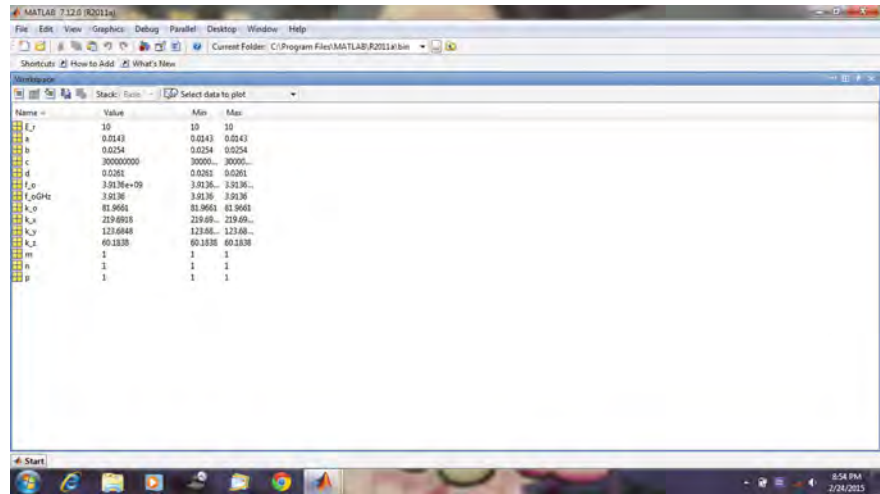 MATLAB 7.12.0 (R2011a)
File Edit View Graphics Debug Parallel Desktop Window Help
Current Folder: C:\Program Files\MATLAB\R2011a\bin
Shortcuts How to Add What's New
Workspace
Stack: Base Select data to plot
Name Value Min Max
E_r 10 10 10
a 0.0143 0.0143 0.0143
b 0.0254 0.0254 0.0254
c 300000000 30000... 30000...
d 0.0261 0.0261 0.0261
f_o 3.9136e+09 3.9136... 3.9136...
f_oGHz 3.9136 3.9136 3.9136
k_o 81.9661 81.9661 81.9661
k_x 219.6918 219.69... 219.69...
k_y 123.6848 123.68... 123.68...
k_z 60.1838 60.1838 60.1838
m 1 1 1
n 1 1 1
p 1 1 1
Start
8:54 PM
2/24/2015